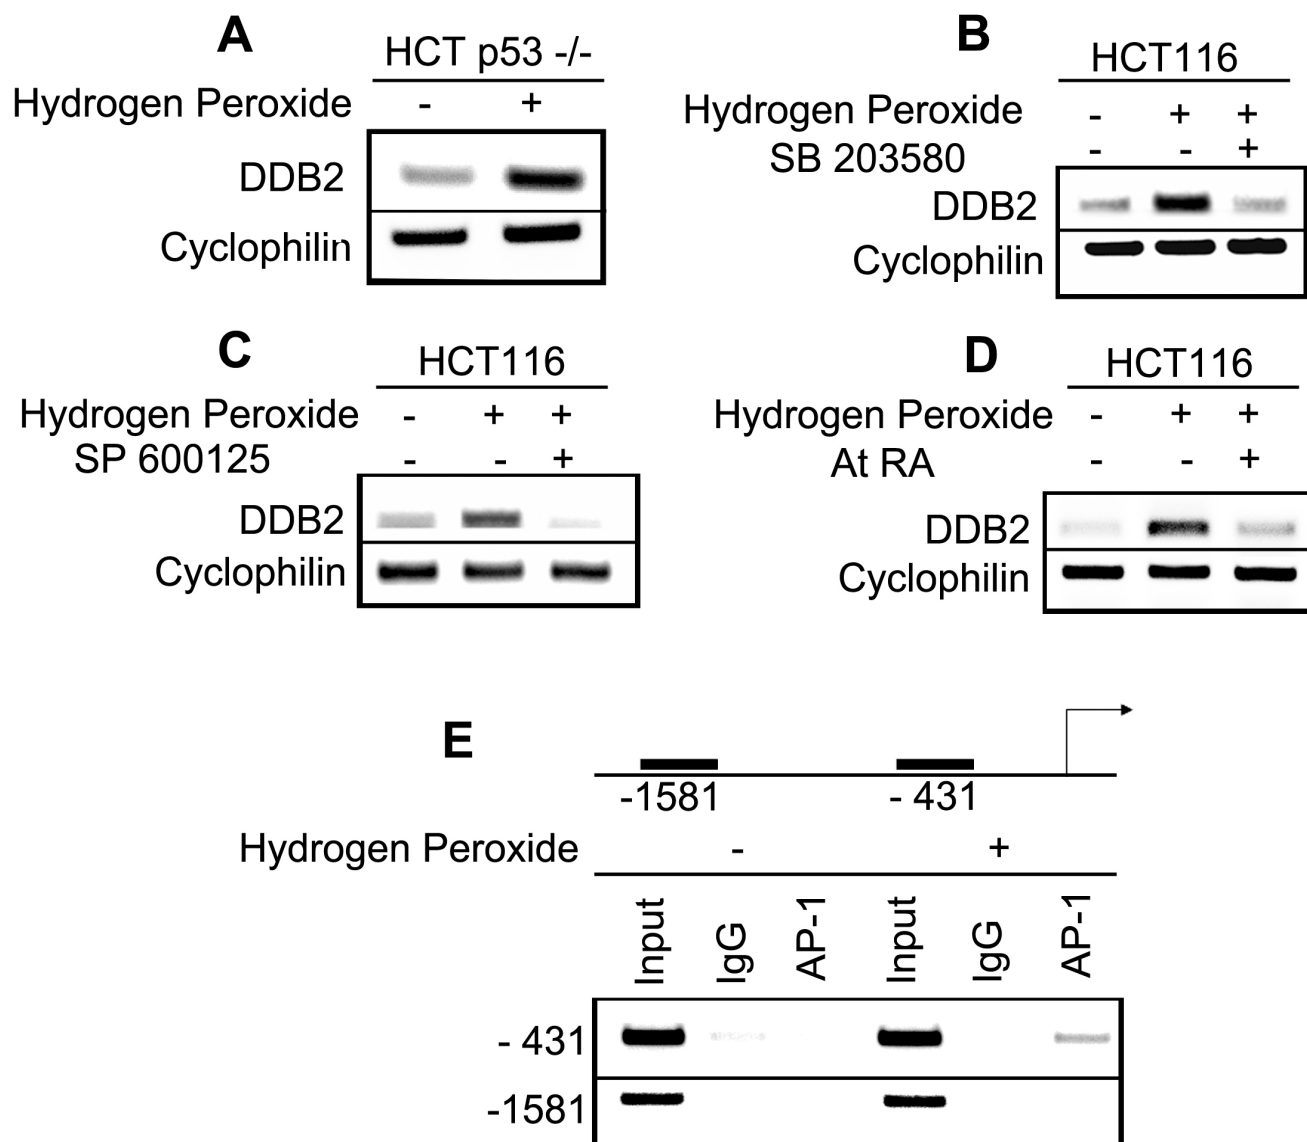 A
HCT p53 -/-
Hydrogen Peroxide - +
DDB2
Cyclophilin
B
HCT116
Hydrogen Peroxide - + +
SB 203580 - - +
DDB2
Cyclophilin
C
HCT116
Hydrogen Peroxide - + +
SP 600125 - - +
DDB2
Cyclophilin
D
HCT116
Hydrogen Peroxide - + +
At RA - - +
DDB2
Cyclophilin
E
-1581 - 431
Hydrogen Peroxide - +
Input IgG AP-1 Input IgG AP-1
- 431
-1581